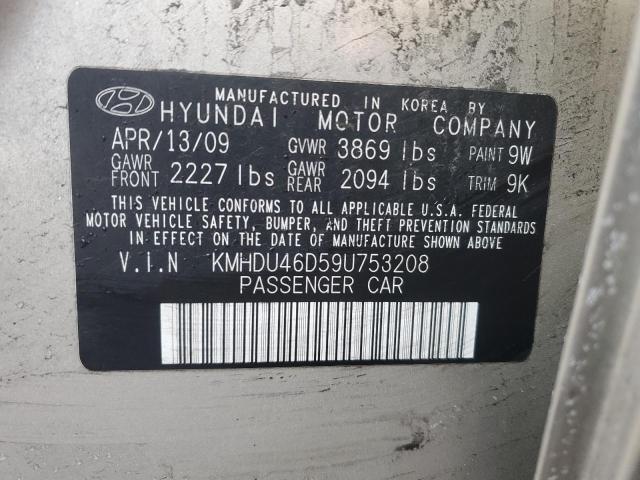 MANUFACTURED IN KOREA BY
HYUNDAI MOTOR COMPANY
APR/13/09 GVWR 3869 lbs PAINT 9W
GAWR FRONT 2227 lbs GAWR REAR 2094 lbs TRIM 9K
THIS VEHICLE CONFORMS TO ALL APPLICABLE U.S.A. FEDERAL
MOTOR VEHICLE SAFETY, BUMPER, AND THEFT PREVENTION STANDARDS
IN EFFECT ON THE DATE OF MANUFACTURE SHOWN ABOVE
V.I.N KMHDU46D59U753208
PASSENGER CAR